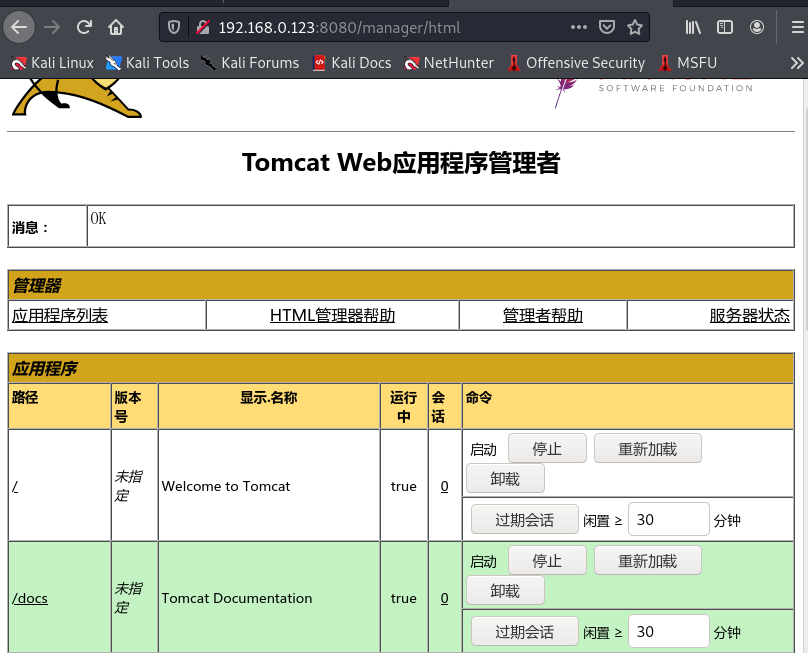 192.168.0.123:8080/manager/html
Kali Linux Kali Tools Kali Forums Kali Docs NetHunter Offensive Security MSFU
SOFTWARE FOUNDATION
Tomcat Web应用程序管理者
消息： OK
管理器
应用程序列表 HTML管理器帮助 管理者帮助 服务器状态
应用程序
路径 版本号 显示.名称 运行中 会话 命令
/ 未指定 Welcome to Tomcat true 0 启动 停止 重新加载
卸载
过期会话 闲置 ≥ 30 分钟
/docs 未指定 Tomcat Documentation true 0 启动 停止 重新加载
卸载
过期会话 闲置 ≥ 30 分钟